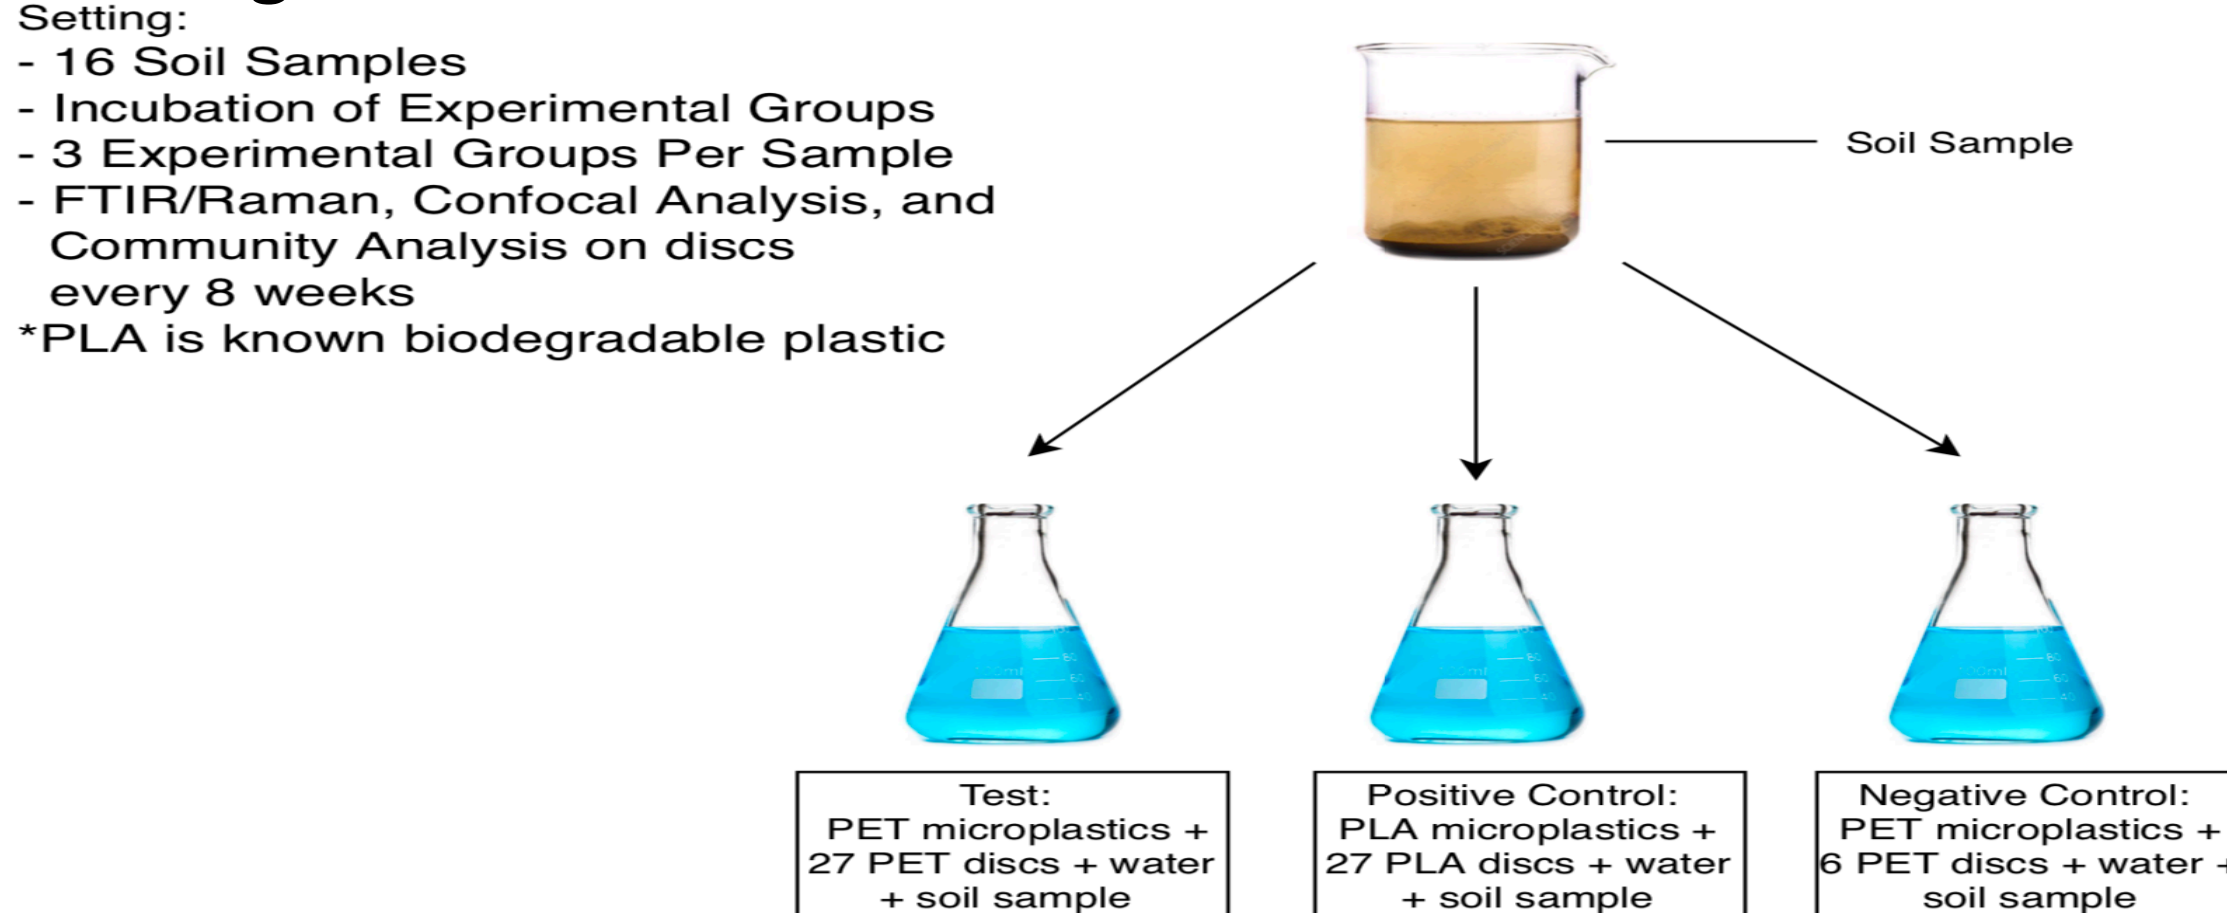 Setting:
- 16 Soil Samples
- Incubation of Experimental Groups
- 3 Experimental Groups Per Sample
- FTIR/Raman, Confocal Analysis, and
Community Analysis on discs
every 8 weeks
*PLA is known biodegradable plastic
Soil Sample
Test:
PET microplastics +
27 PET discs + water
+ soil sample
Positive Control:
PLA microplastics +
27 PLA discs + water
+ soil sample
Negative Control:
PET microplastics +
6 PET discs + water +
soil sample